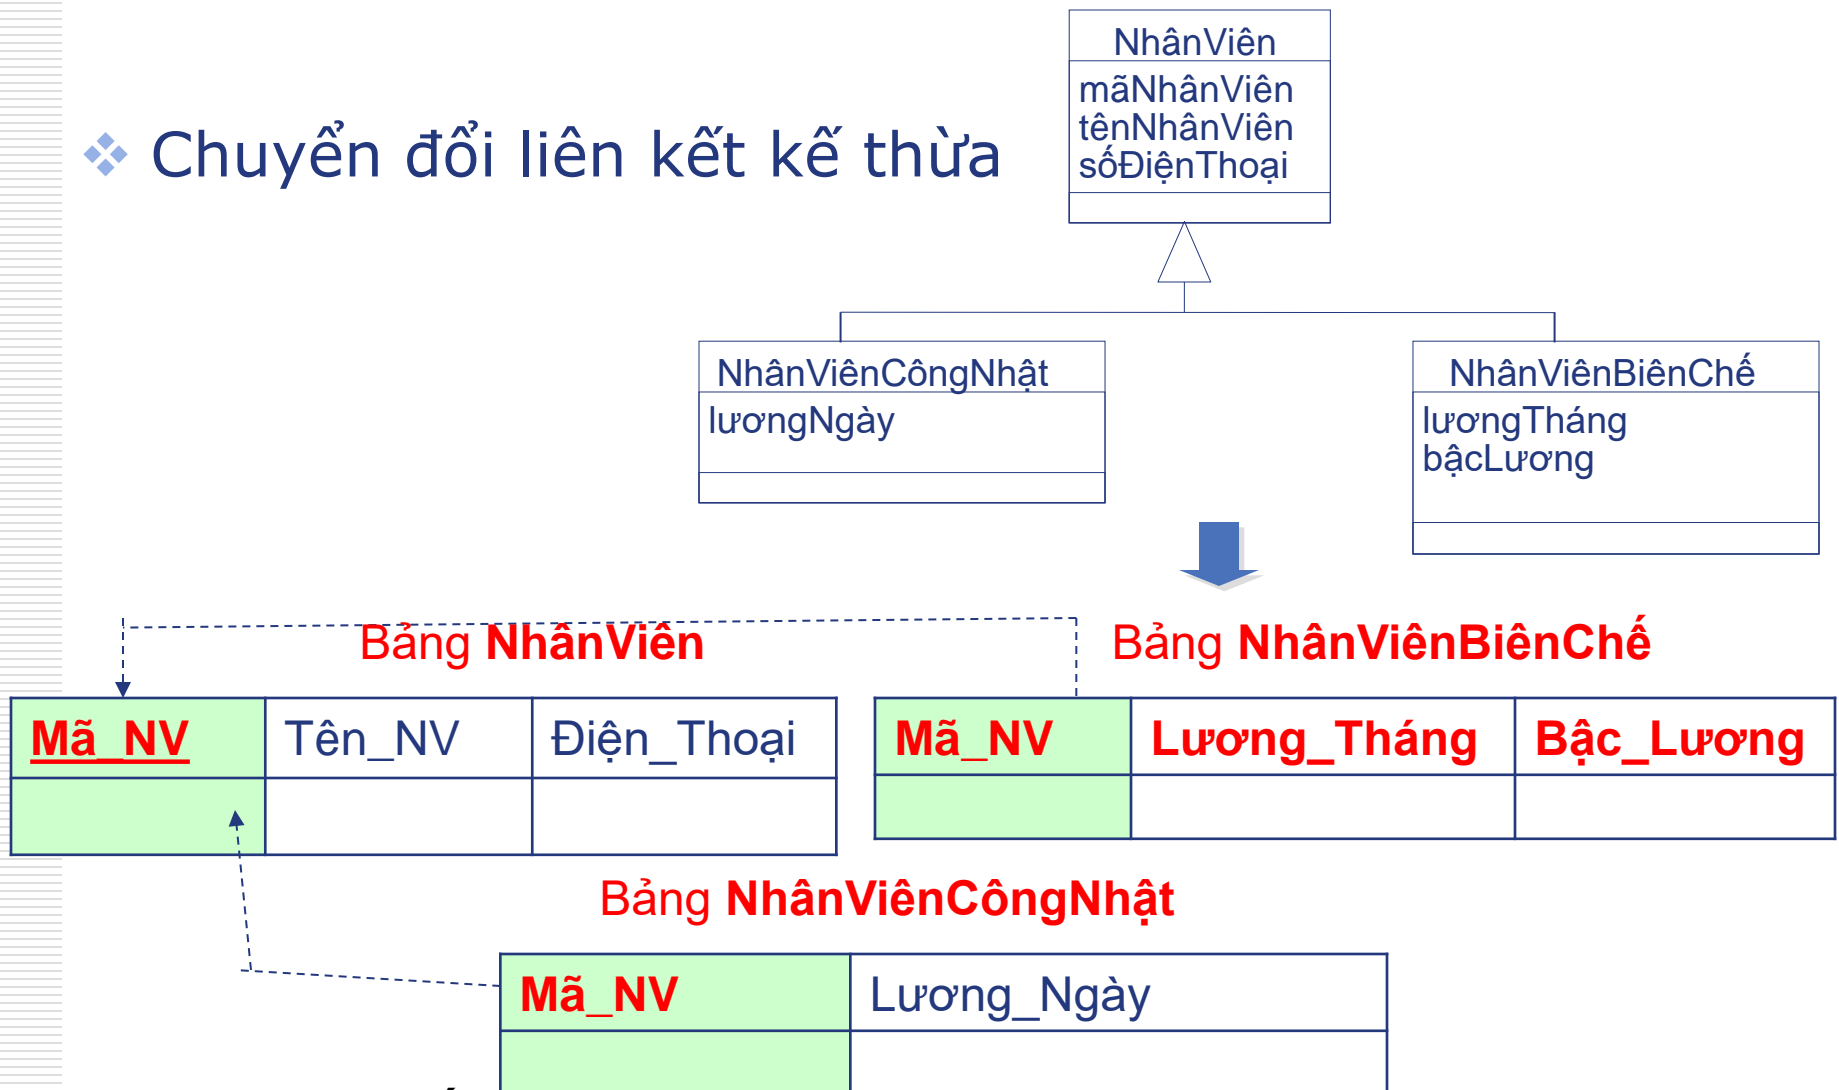 NhânViên
mãNhânViên
tênNhânViên
sốĐiệnThoại
Chuyển đổi liên kết kế thừa
NhânViênCôngNhật
lươngNgày
NhânViênBiênChế
lươngTháng
bậcLương
Bảng NhânViên
Bảng NhânViênBiênChế
Mã_NV Tên_NV Điện_Thoại
Mã_NV Lương_Tháng Bậc_Lương
Bảng NhânViênCôngNhật
Mã_NV Lương_Ngày